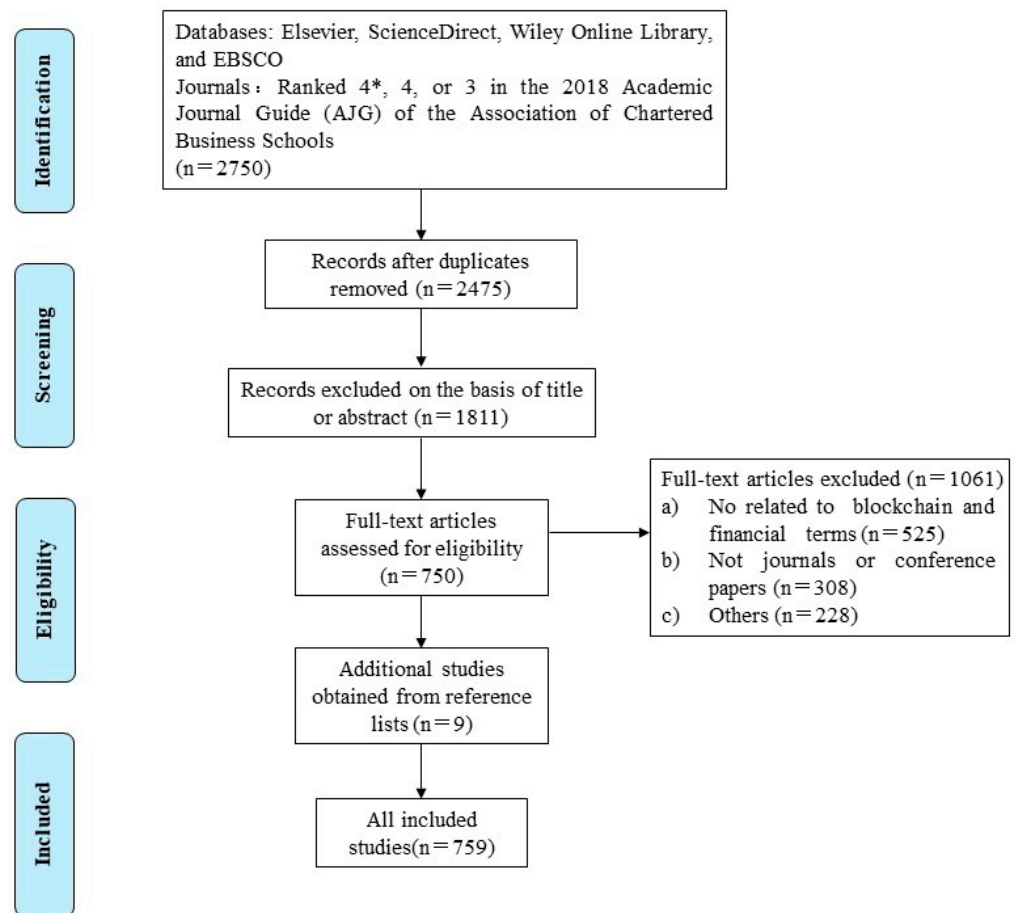 Identification
Databases: Elsevier, ScienceDirect, Wiley Online Library,
and EBSCO
Journals：Ranked 4*, 4, or 3 in the 2018 Academic
Journal Guide (AJG) of the Association of Chartered
Business Schools
(n＝2750)
Screening
Records after duplicates
removed (n＝2475)
Records excluded on the basis of title
or abstract (n＝1811)
Eligibility
Full-text articles
assessed for eligibility
(n＝750)
Full-text articles excluded (n＝1061)
a) No related to blockchain and
financial terms (n＝525)
b) Not journals or conference
papers (n＝308)
c) Others (n＝228)
Additional studies
obtained from reference
lists (n＝9)
Included
All included
studies(n＝759)